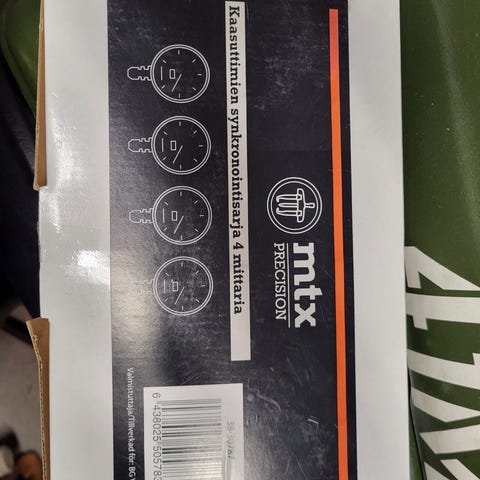 mtx
PRECISION
Kaasuttimien synkronointisarja 4 mittaria
6 438025 50578
Valmistuttaja/Tillverkad för: BG